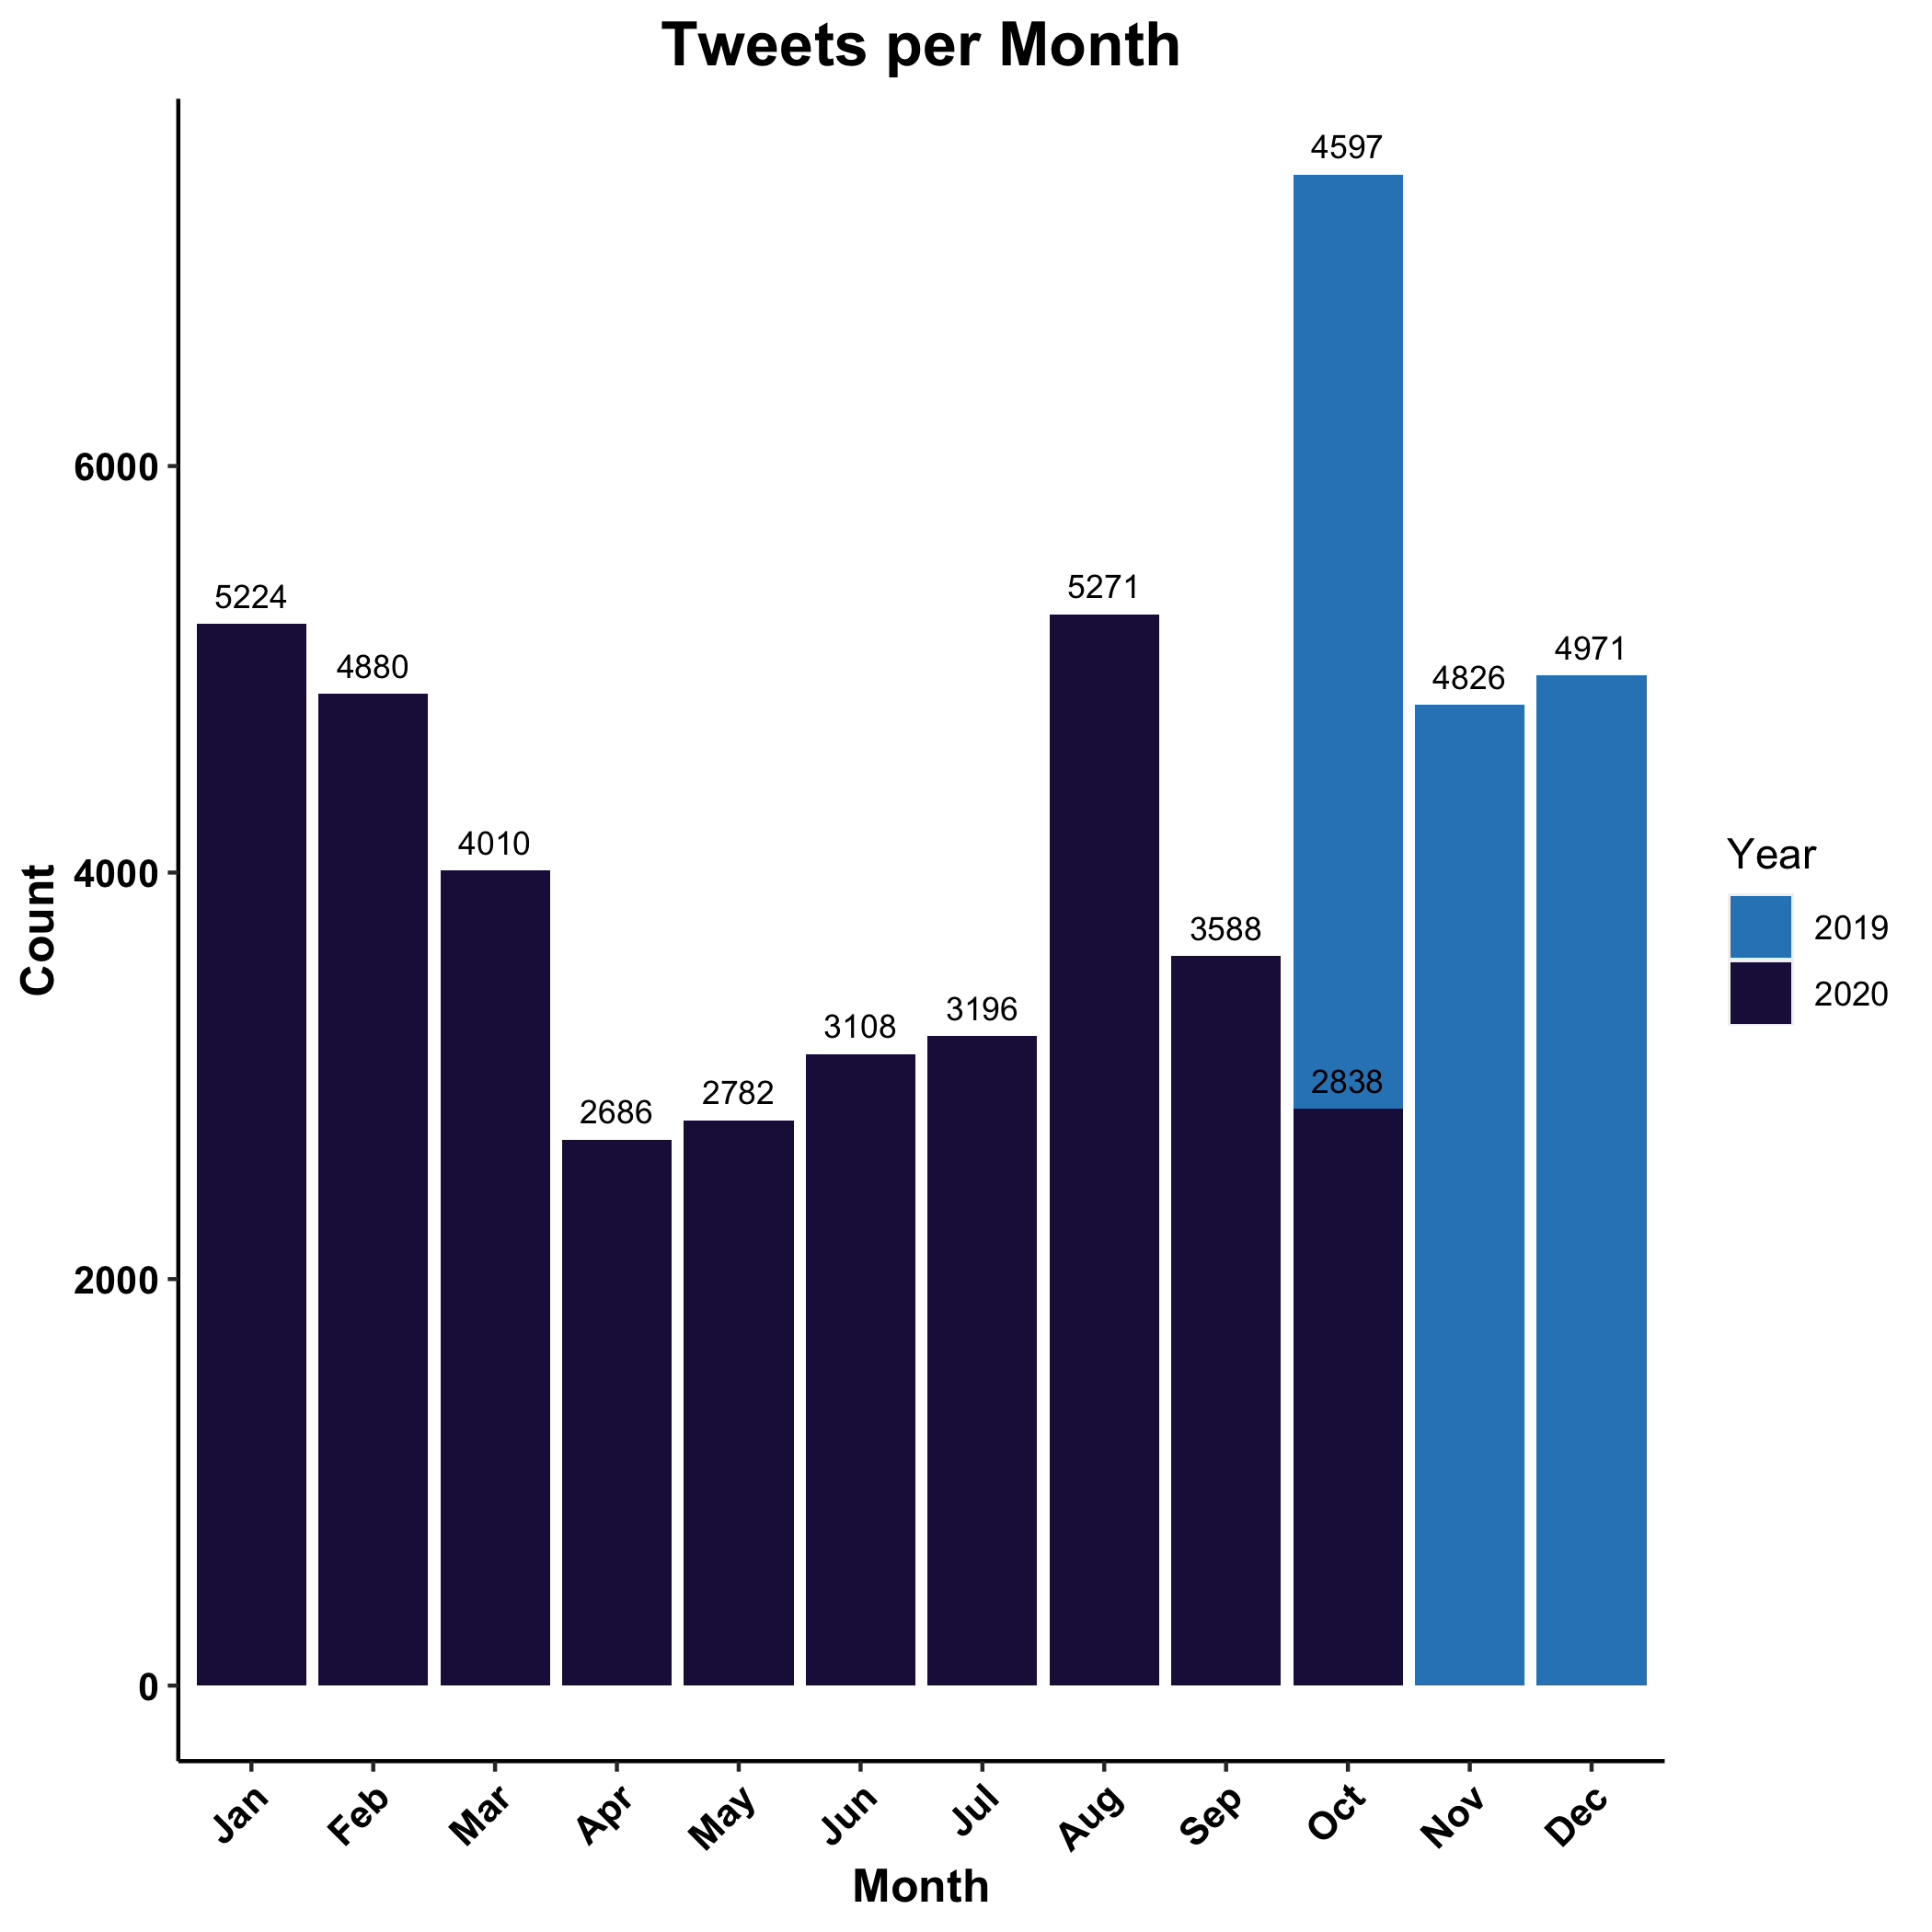 Tweets per Month
4597
6000
5224
5271
4880
4826
4971
4010
4000
3588
3108
3196
2838
2686
2782
2000
0
Count
Year
2019
2020
Jan
Feb
Mar
Apr
May
Jun
Jul
Aug
Sep
Oct
Nov
Dec
Month